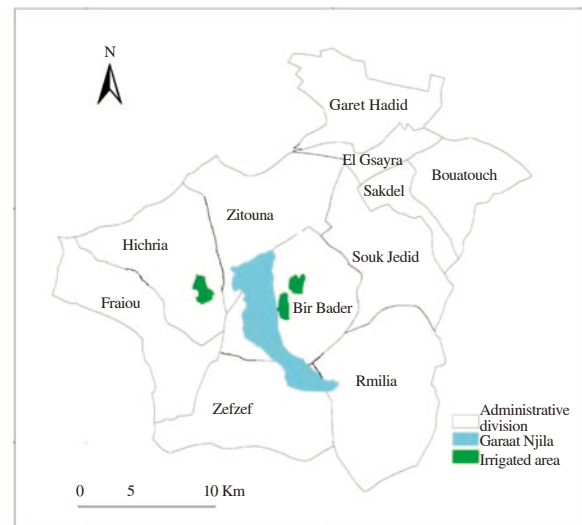 N
Garet Hadid
El Gsayra
Bouatouch
Sakdel
Zitouna
Hichria
Souk Jedid
Fraiou
Bir Bader
Rmilia
Zefzef
Administrative
division
Garaat Njila
Irrigated area
0 5 10 Km